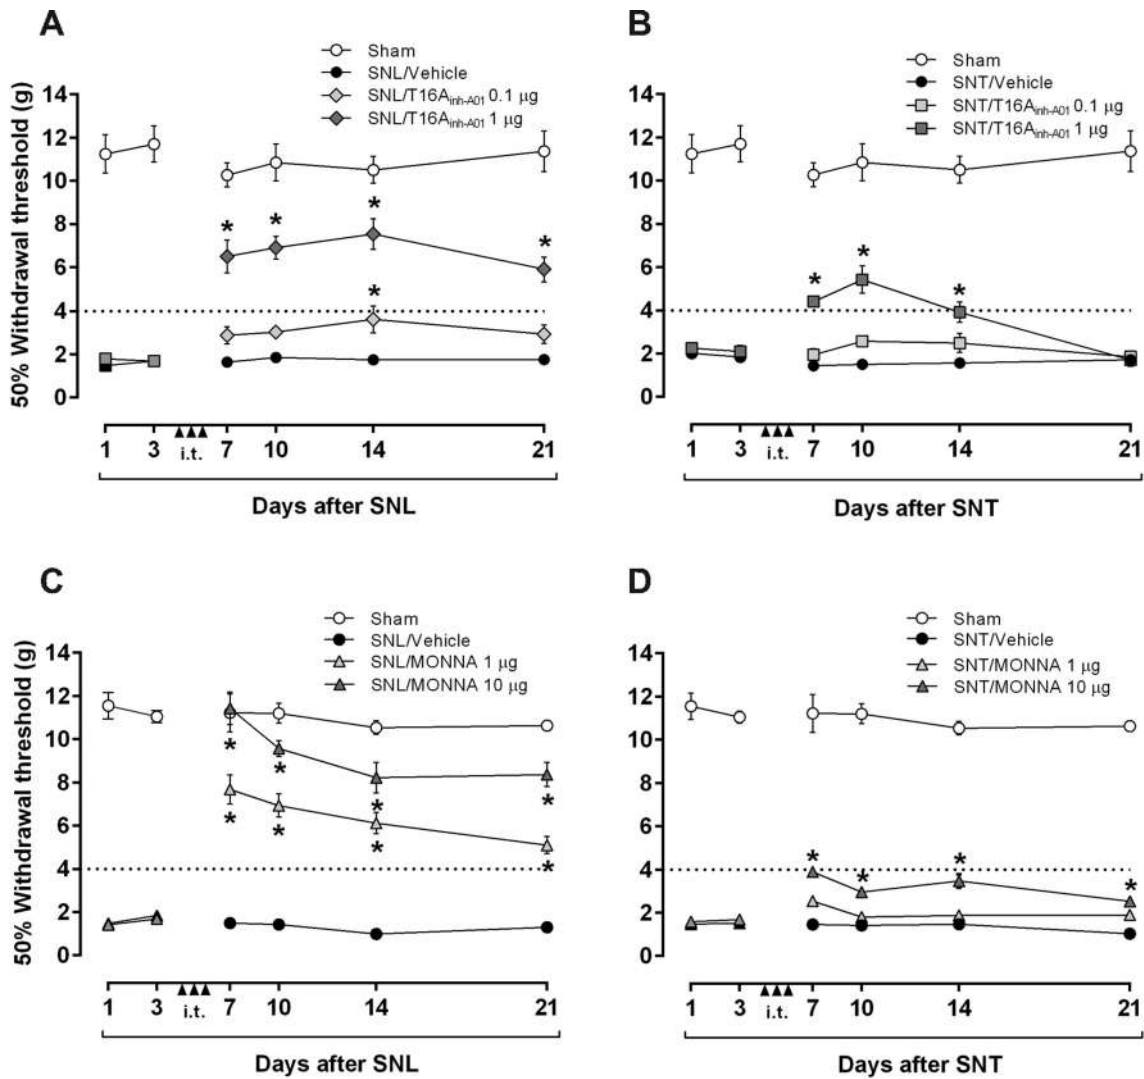 A
Sham
SNL/Vehicle
SNL/T16Ainh-A01 0.1 µg
SNL/T16Ainh-A01 1 µg
50% Withdrawal threshold (g)
14
12
10
8
6
4
2
0
* * * *
*
1 3 i.t. 7 10 14 21
Days after SNL
B
Sham
SNT/Vehicle
SNT/T16Ainh-A01 0.1 µg
SNT/T16Ainh-A01 1 µg
14
12
10
8
6
4
2
0
* * *
1 3 i.t. 7 10 14 21
Days after SNT
C
Sham
SNL/Vehicle
SNL/MONNA 1 µg
SNL/MONNA 10 µg
50% Withdrawal threshold (g)
14
12
10
8
6
4
2
0
* * * *
* * * *
1 3 i.t. 7 10 14 21
Days after SNL
D
Sham
SNT/Vehicle
SNT/MONNA 1 µg
SNT/MONNA 10 µg
14
12
10
8
6
4
2
0
* * * *
1 3 i.t. 7 10 14 21
Days after SNT